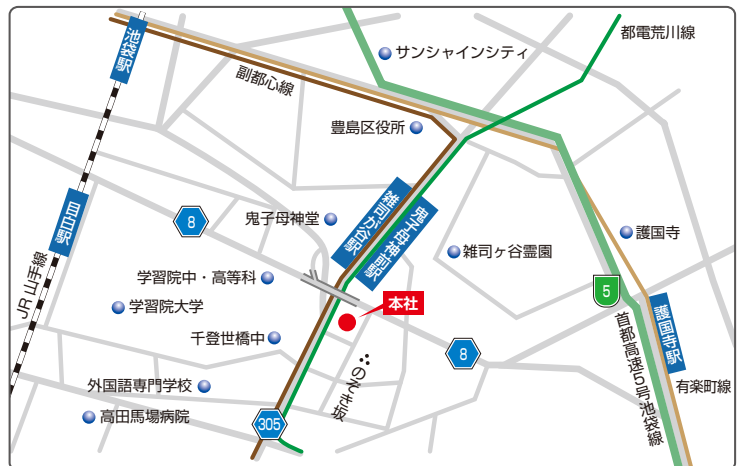 都電荒川線
池袋駅
サンシャインシティ
副都心線
豊島区役所
雑司が谷駅
鬼子母神前駅
目白駅
8
鬼子母神堂
護国寺
雑司ヶ谷霊園
学習院中・高等科
JR山手線
5
学習院大学
本社
護国寺駅
千登世橋中
8
首都高速5号池袋線
のぞき坂
外国語専門学校
有楽町線
高田馬場病院
305